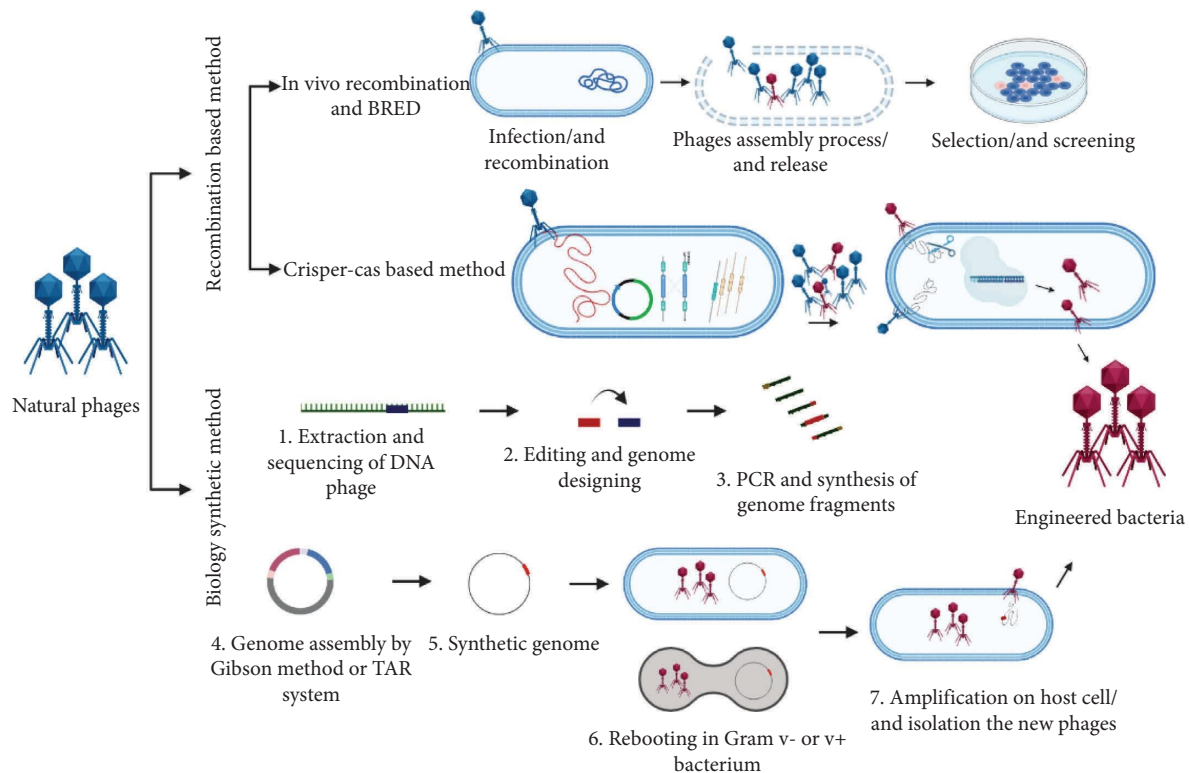 Recombination based method
In vivo recombination
and BRED
Infection/and
recombination
Phages assembly process/
and release
Selection/and screening
Crisper-cas based method
Natural phages
Biology synthetic method
1. Extraction and
sequencing of DNA
phage
2. Editing and genome
designing
3. PCR and synthesis of
genome fragments
Engineered bacteria
4. Genome assembly by
Gibson method or TAR
system
5. Synthetic genome
6. Rebooting in Gram v- or v+
bacterium
7. Amplification on host cell/
and isolation the new phages